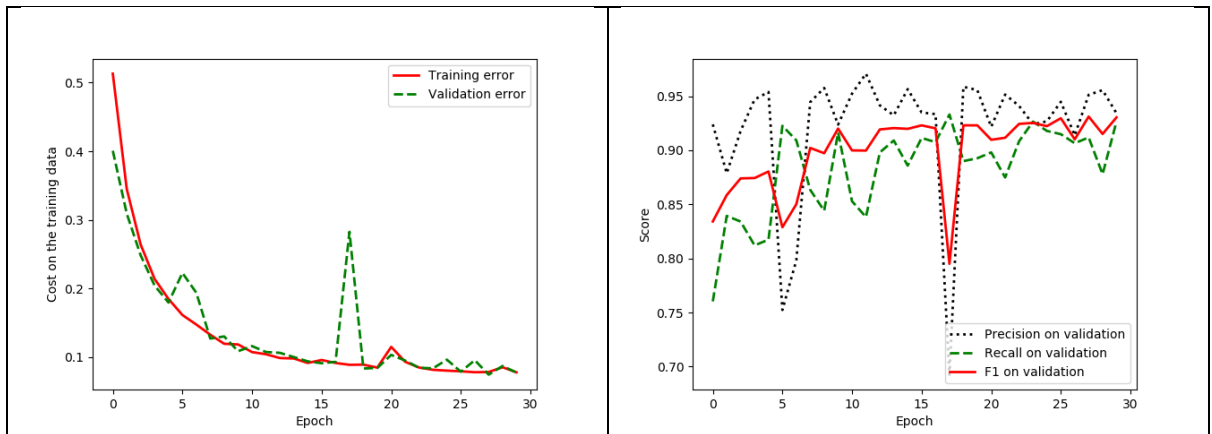 Training error
Validation error
0.5
0.4
0.3
0.2
0.1
Cost on the training data
0
5
10
15
20
25
30
Epoch
0.95
0.90
0.85
0.80
0.75
0.70
Score
Precision on validation
Recall on validation
F1 on validation
0
5
10
15
20
25
30
Epoch